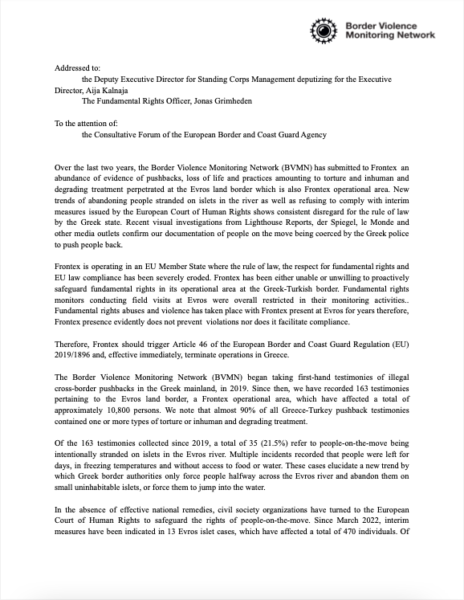 Border Violence
Monitoring Network
Addressed to:
the Deputy Executive Director for Standing Corps Management deputizing for the Executive
Director, Aija Kalnaja
The Fundamental Rights Officer, Jonas Grimheden
To the attention of:
the Consultative Forum of the European Border and Coast Guard Agency
Over the last two years, the Border Violence Monitoring Network (BVMN) has submitted to Frontex an
abundance of evidence of pushbacks, loss of life and practices amounting to torture and inhuman and
degrading treatment perpetrated at the Evros land border which is also Frontex operational area. New
trends of abandoning people stranded on islets in the river as well as refusing to comply with interim
measures issued by the European Court of Human Rights shows consistent disregard for the rule of law
by the Greek state. Recent visual investigations from Lighthouse Reports, der Spiegel, le Monde and
other media outlets confirm our documentation of people on the move being coerced by the Greek police
to push people back.
Frontex is operating in an EU Member State where the rule of law, the respect for fundamental rights and
EU law compliance has been severely eroded. Frontex has been either unable or unwilling to proactively
safeguard fundamental rights in its operational area at the Greek-Turkish border. Fundamental rights
monitors conducting field visits at Evros were overall restricted in their monitoring activities..
Fundamental rights abuses and violence has taken place with Frontex present at Evros for years therefore,
Frontex presence evidently does not prevent violations nor does it facilitate compliance.
Therefore, Frontex should trigger Article 46 of the European Border and Coast Guard Regulation (EU)
2019/1896 and, effective immediately, terminate operations in Greece.
The Border Violence Monitoring Network (BVMN) began taking first-hand testimonies of illegal
cross-border pushbacks in the Greek mainland, in 2019. Since then, we have recorded 163 testimonies
pertaining to the Evros land border, a Frontex operational area, which have affected a total of
approximately 10,800 persons. We note that almost 90% of all Greece-Turkey pushback testimonies
contained one or more types of torture or inhuman and degrading treatment.
Of the 163 testimonies collected since 2019, a total of 35 (21.5%) refer to people-on-the-move being
intentionally stranded on islets in the Evros river. Multiple incidents recorded that people were left for
days, in freezing temperatures and without access to food or water. These cases elucidate a new trend by
which Greek border authorities only force people halfway across the Evros river and abandon them on
small uninhabitable islets, or force them to jump into the water.
In the absence of effective national remedies, civil society organizations have turned to the European
Court of Human Rights to safeguard the rights of people-on-the-move. Since March 2022, interim
measures have been indicated in 13 Evros islet cases, which have affected a total of 470 individuals. Of